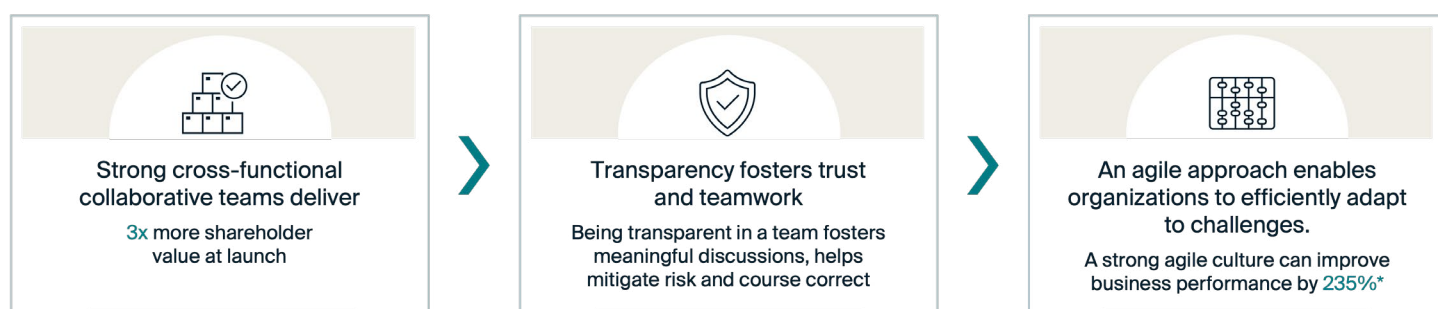 Strong cross-functional
collaborative teams deliver
3x more shareholder
value at launch
Transparency fosters trust
and teamwork
Being transparent in a team fosters
meaningful discussions, helps
mitigate risk and course correct
An agile approach enables
organizations to efficiently adapt
to challenges.
A strong agile culture can improve
business performance by 235%*